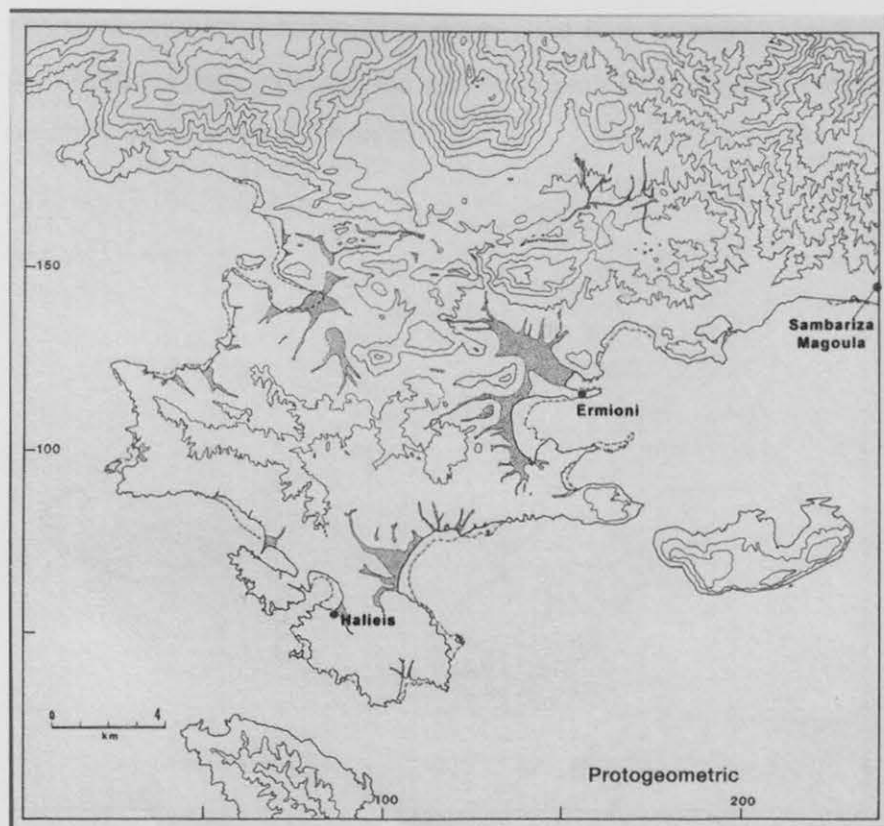 150
Sambariza
Magoula
Ermioni
100
Halieis
0 4
km
Protogeometric
100 200